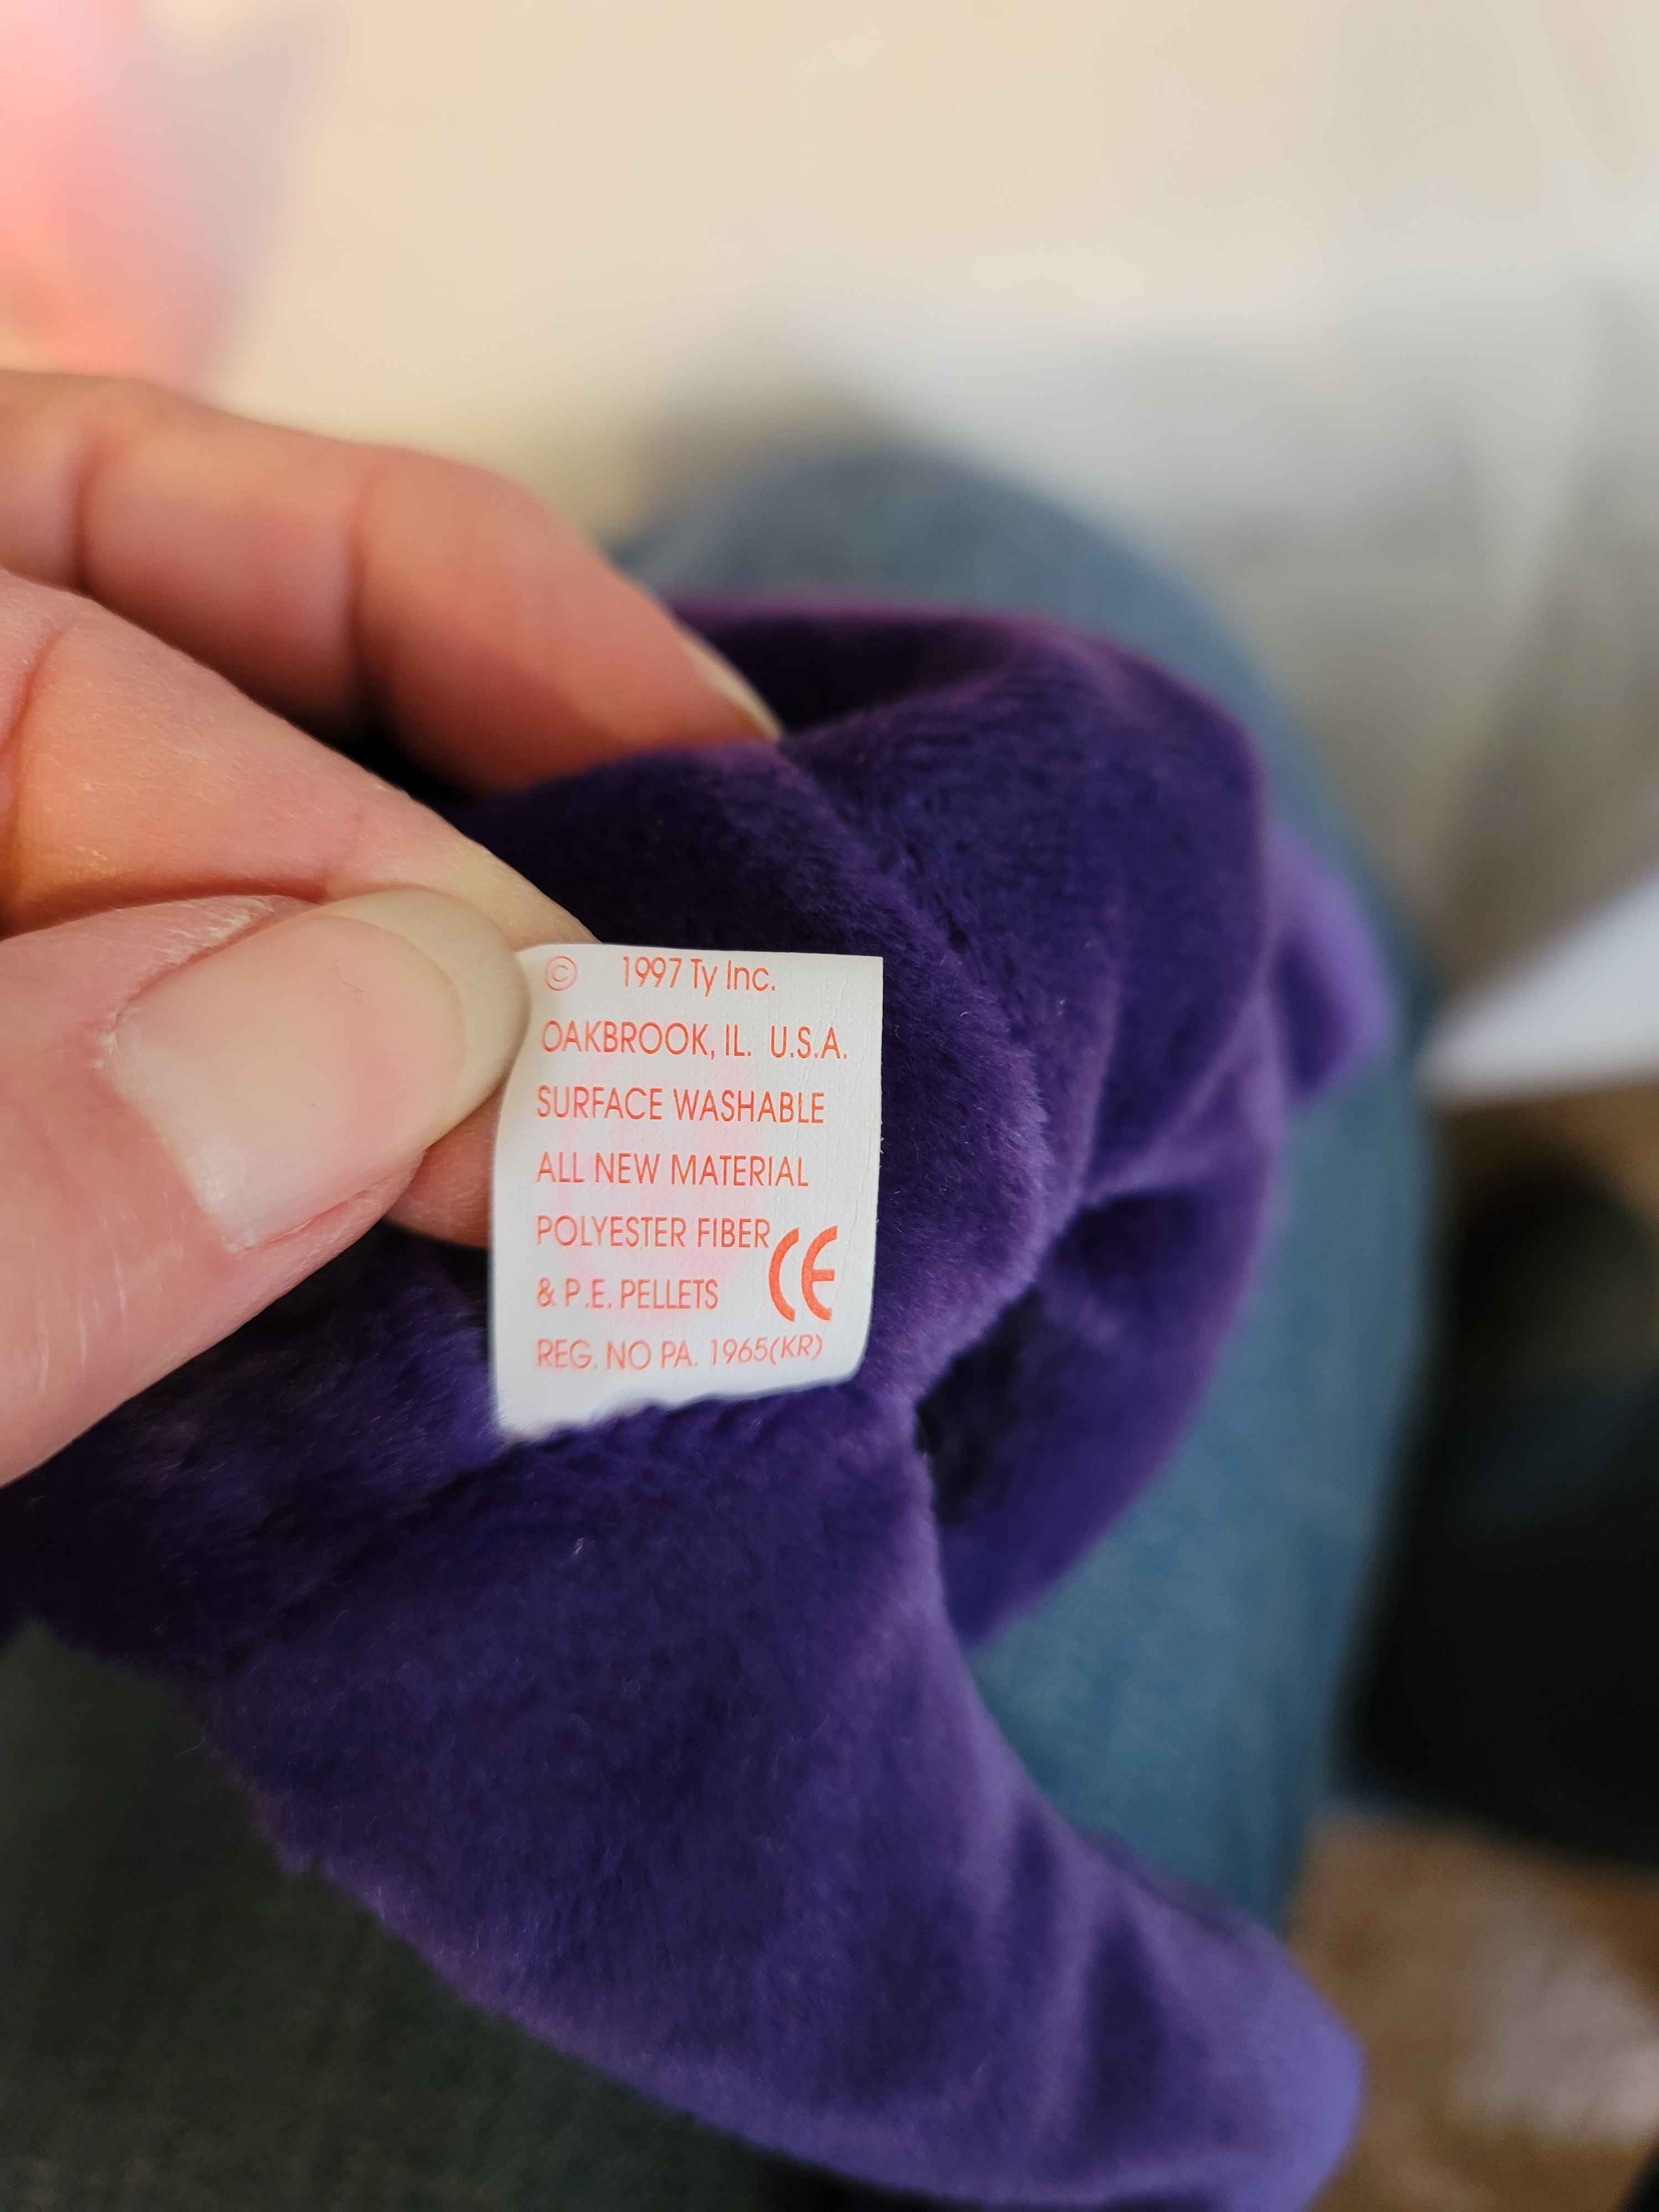 © 1997 Ty Inc.
OAKBROOK, IL. U.S.A.
SURFACE WASHABLE
ALL NEW MATERIAL
POLYESTER FIBER
& P.E. PELLETS CE
REG. NO PA. 1965(KR)